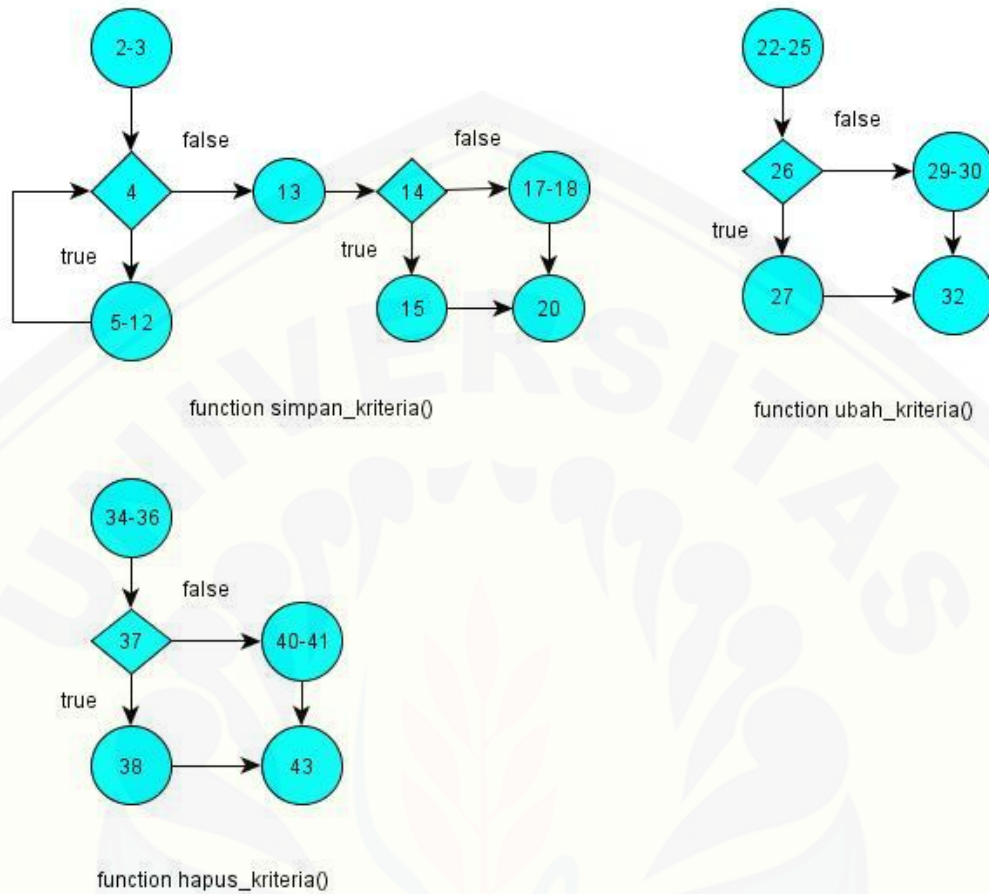 2-3
22-25
false
false
false
4
13
14
17-18
26
29-30
true
true
true
5-12
15
20
27
32
function simpan_kriteria()
function ubah_kriteria()
34-36
false
37
40-41
true
38
43
function hapus_kriteria()
UNIVERSITAS